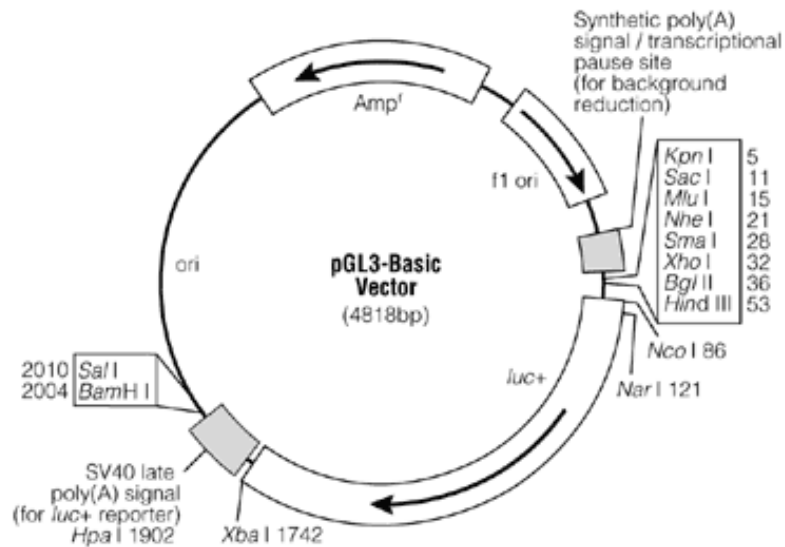 Synthetic poly(A)
signal / transcriptional
pause site
(for background
reduction)
Ampʳ
f1 ori
Kpn I 5
Sac I 11
Mlu I 15
Nhe I 21
Sma I 28
Xho I 32
Bgl II 36
Hind III 53
ori
pGL3-Basic
Vector
(4818bp)
Nco I 86
Nar I 121
luc+
2010 Sal I
2004 BamH I
SV40 late
poly(A) signal
(for luc+ reporter)
Hpa I 1902
Xba I 1742